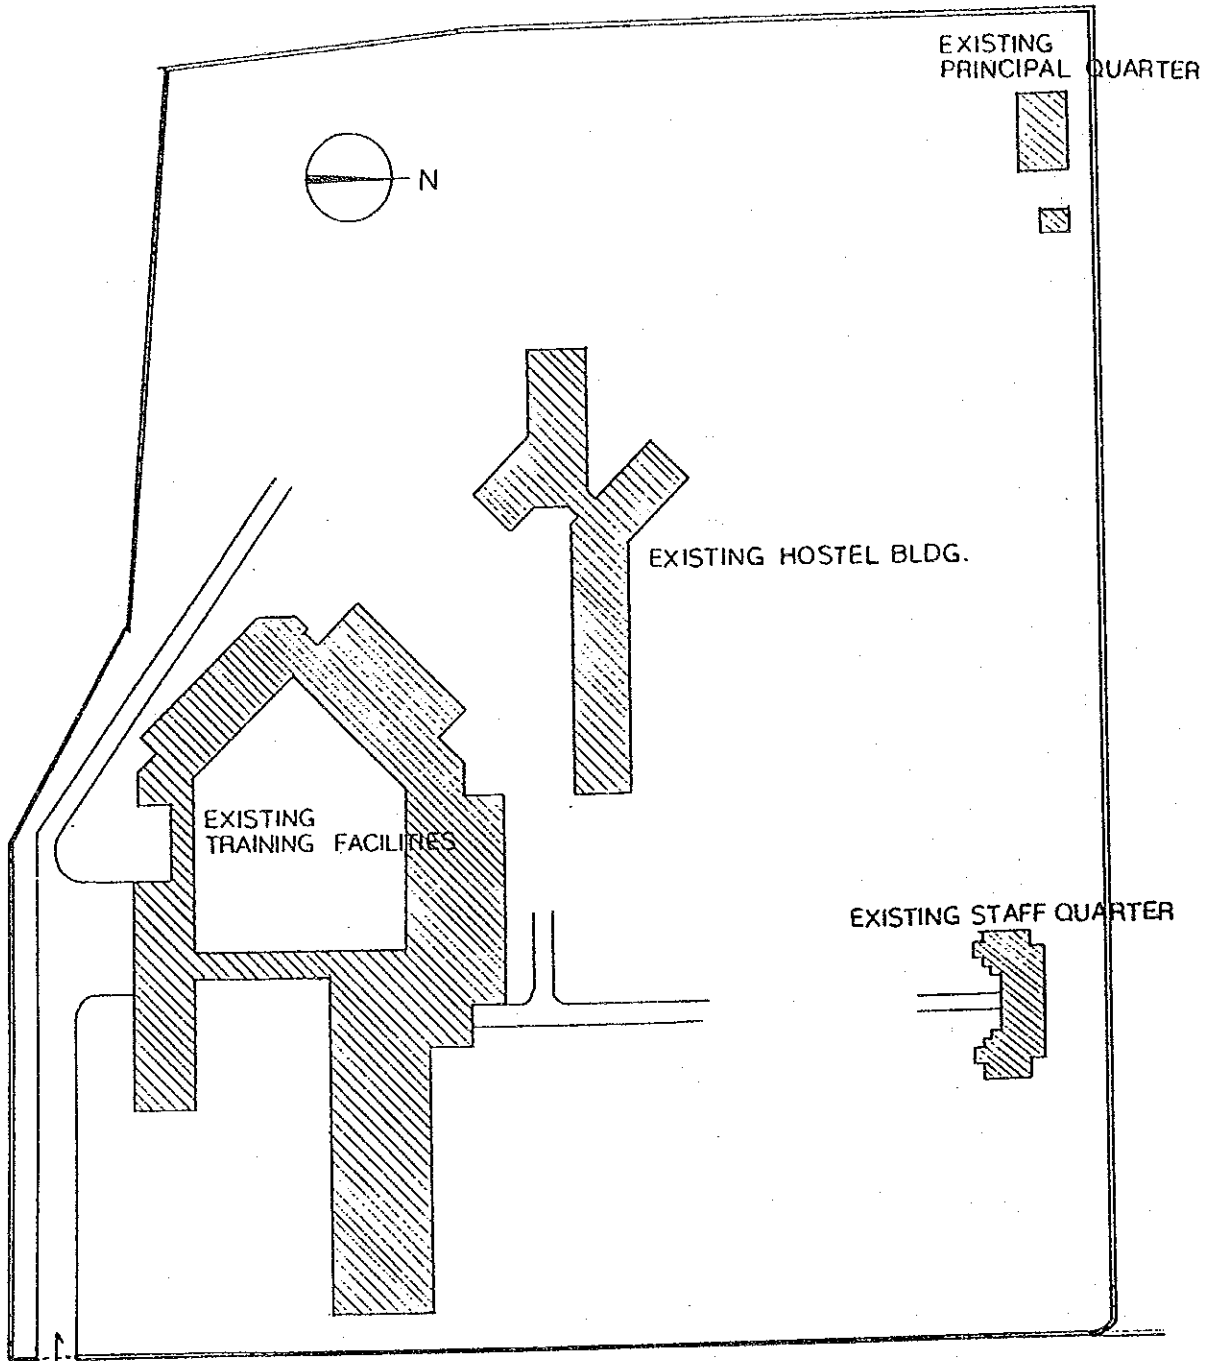 EXISTING
PRINCIPAL QUARTER
N
EXISTING HOSTEL BLDG.
EXISTING
TRAINING FACILITIES
EXISTING STAFF QUARTER